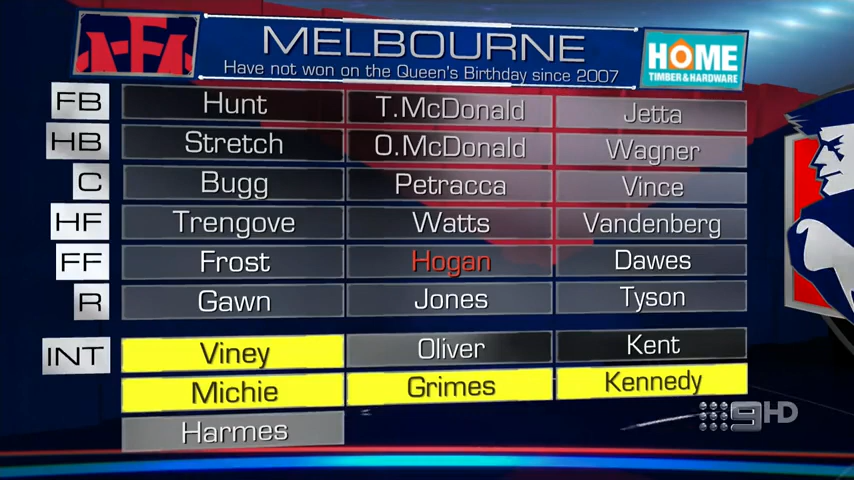 MELBOURNE
Have not won on the Queen's Birthday since 2007
HOME
TIMBER & HARDWARE
FB Hunt T.McDonald Jetta
HB Stretch O.McDonald Wagner
C Bugg Petracca Vince
HF Trengove Watts Vandenberg
FF Frost Hogan Dawes
R Gawn Jones Tyson
INT Viney Oliver Kent
Michie Grimes Kennedy
Harmes
9HD